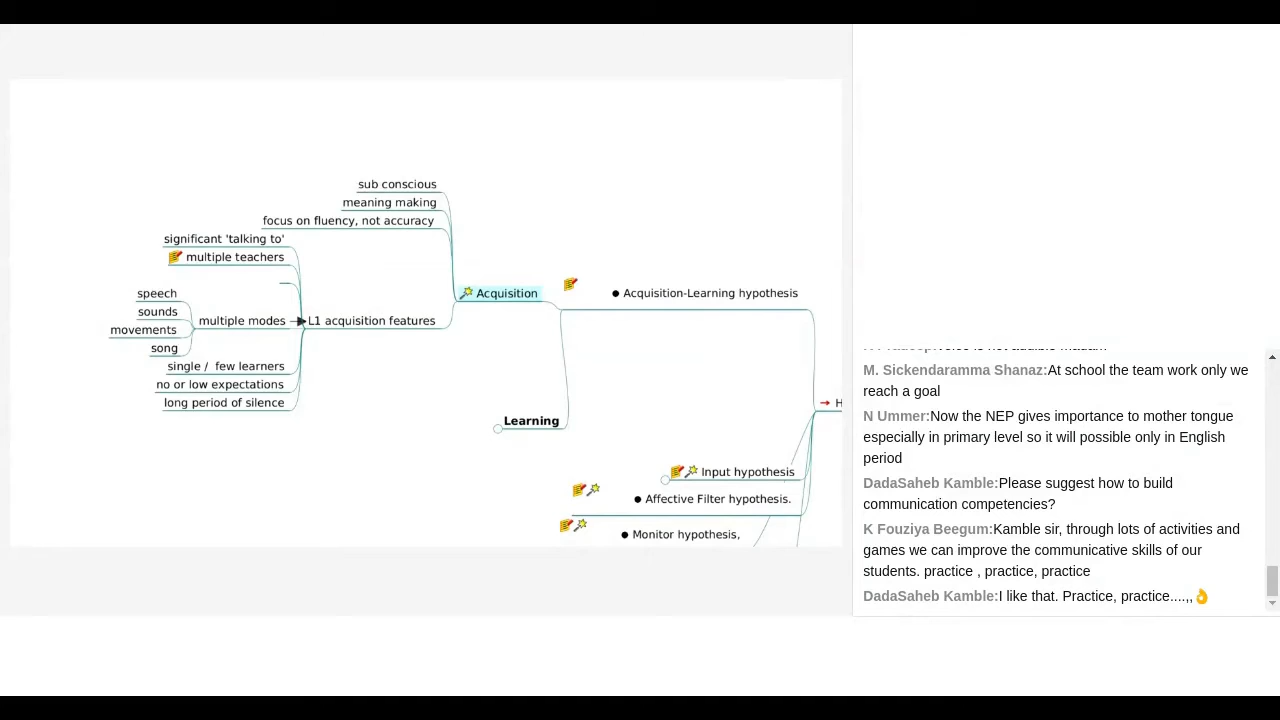 sub conscious
meaning making
focus on fluency, not accuracy
significant 'talking to'
multiple teachers
speech
sounds
movements
song
multiple modes
L1 acquisition features
single / few learners
no or low expectations
long period of silence
Acquisition
Acquisition-Learning hypothesis
Learning
H
Input hypothesis
Affective Filter hypothesis.
Monitor hypothesis,
M. Sickendaramma Shanaz:At school the team work only we
reach a goal
N Ummer:Now the NEP gives importance to mother tongue
especially in primary level so it will possible only in English
period
DadaSaheb Kamble:Please suggest how to build
communication competencies?
K Fouziya Beegum:Kamble sir, through lots of activities and
games we can improve the communicative skills of our
students. practice , practice, practice
DadaSaheb Kamble:I like that. Practice, practice....,,👌